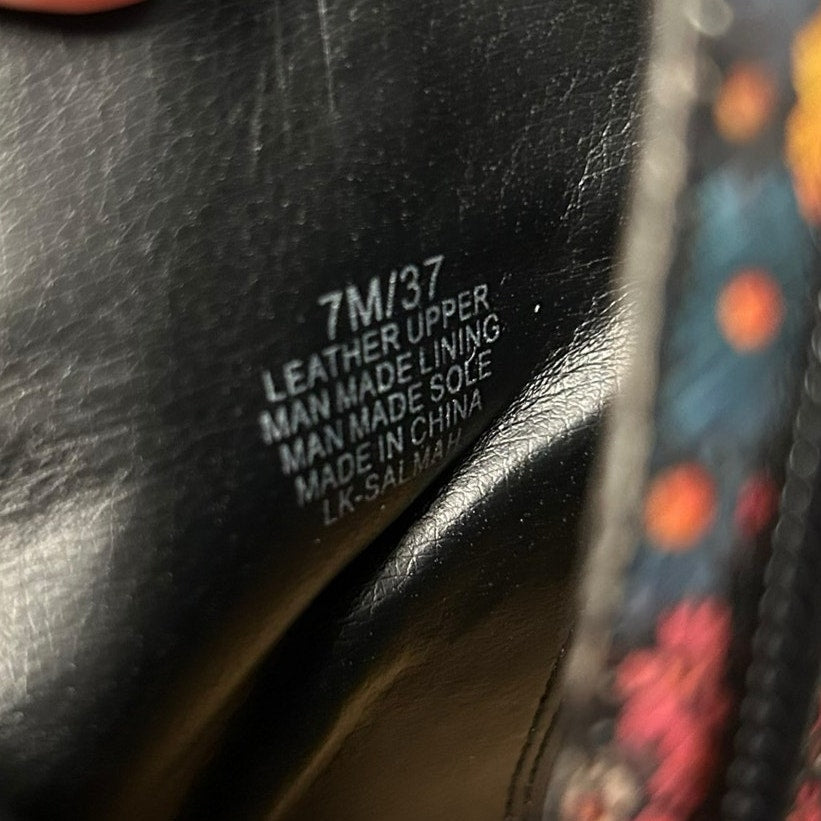 7M/37
LEATHER UPPER
MAN MADE LINING
MAN MADE SOLE
MADE IN CHINA
LK-SALMAH